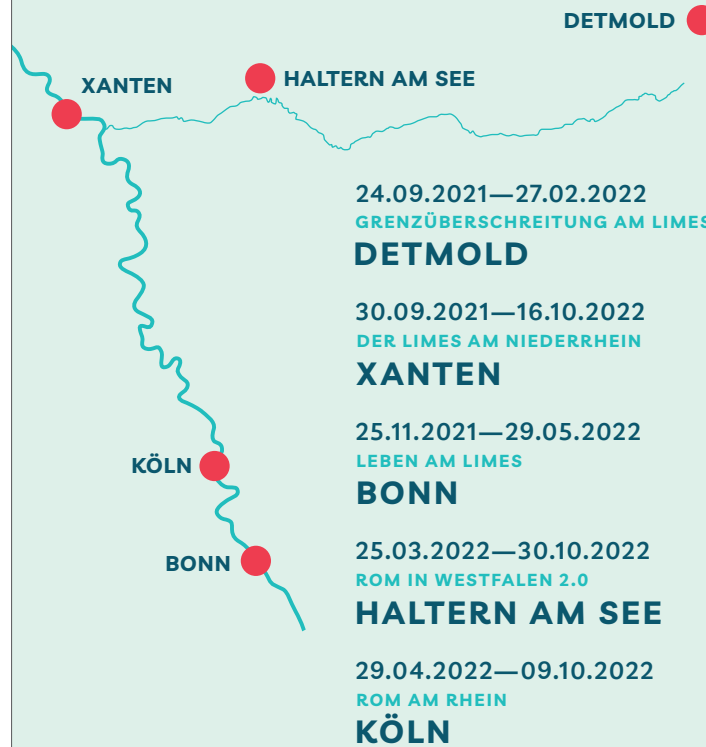 DETMOLD
XANTEN
HALTERN AM SEE
KÖLN
BONN
24.09.2021—27.02.2022
GRENZÜBERSCHREITUNG AM LIMES
DETMOLD
30.09.2021—16.10.2022
DER LIMES AM NIEDERRHEIN
XANTEN
25.11.2021—29.05.2022
LEBEN AM LIMES
BONN
25.03.2022—30.10.2022
ROM IN WESTFALEN 2.0
HALTERN AM SEE
29.04.2022—09.10.2022
ROM AM RHEIN
KÖLN